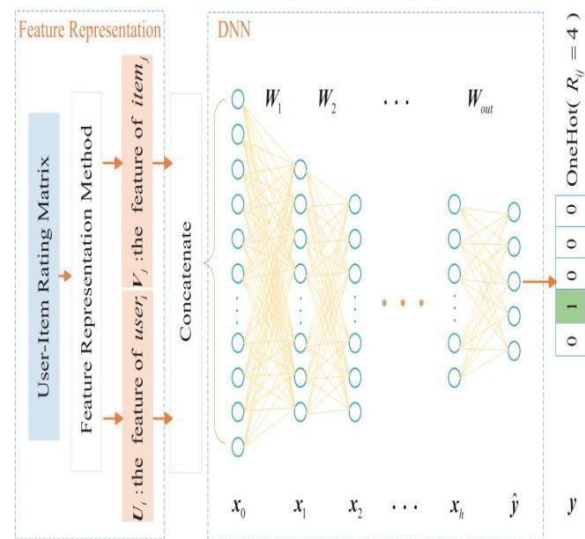 Feature Representation
DNN
User-Item Rating Matrix
Feature Representation Method
U_i :the feature of user_i
V_j :the feature of item_j
Concatenate
W_1
W_2
...
W_out
x_0
x_1
x_2
...
x_h
ŷ
y
0 1 0 0 0
OneHot( R_ij = 4 )